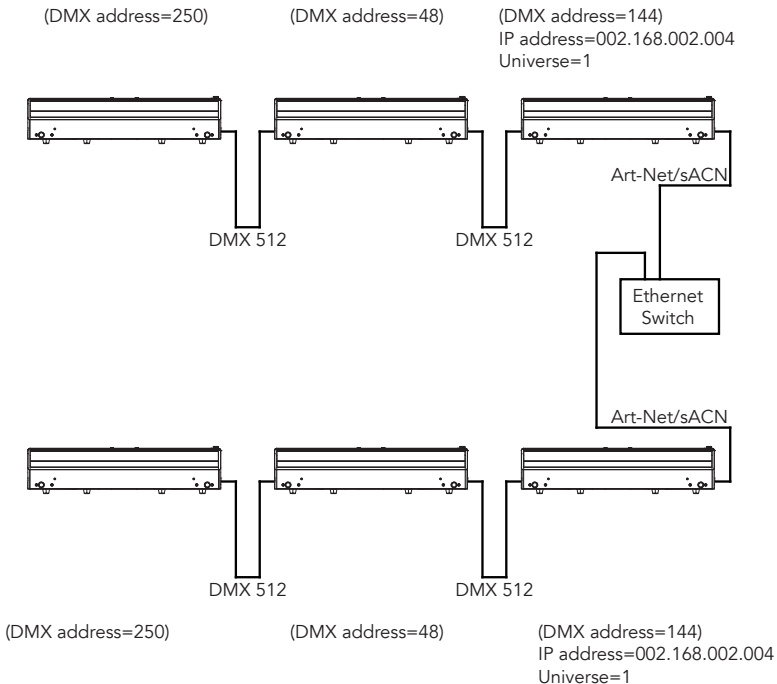 (DMX address=250)
(DMX address=48)
(DMX address=144)
IP address=002.168.002.004
Universe=1
Art-Net/sACN
DMX 512
DMX 512
Ethernet
Switch
Art-Net/sACN
DMX 512
DMX 512
(DMX address=250)
(DMX address=48)
(DMX address=144)
IP address=002.168.002.004
Universe=1